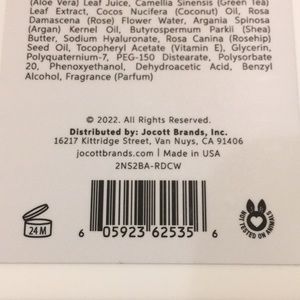 (Aloe Vera) Leaf Juice, Camellia Sinensis (Green Tea)
Leaf Extract, Cocos Nucifera (Coconut) Oil, Rosa
Damascena (Rose) Flower Water, Argania Spinosa
(Argan) Kernel Oil, Butyrospermum Parkii (Shea)
Butter, Sodium Hyaluronate, Rosa Canina (Rosehip)
Seed Oil, Tocopheryl Acetate (Vitamin E), Glycerin,
Polyquaternium-7, PEG-150 Distearate, Polysorbate
20, Phenoxyethanol, Dehydroacetic Acid, Benzyl
Alcohol, Fragrance (Parfum)
© 2022. All Rights Reserved.
Distributed by: Jocott Brands, Inc.
16217 Kittridge Street, Van Nuys, CA 91406
jocottbrands.com | Made in USA
2NS2BA-RDCW
24 M
6 05923 62535 6
NOT TESTED ON ANIMALS